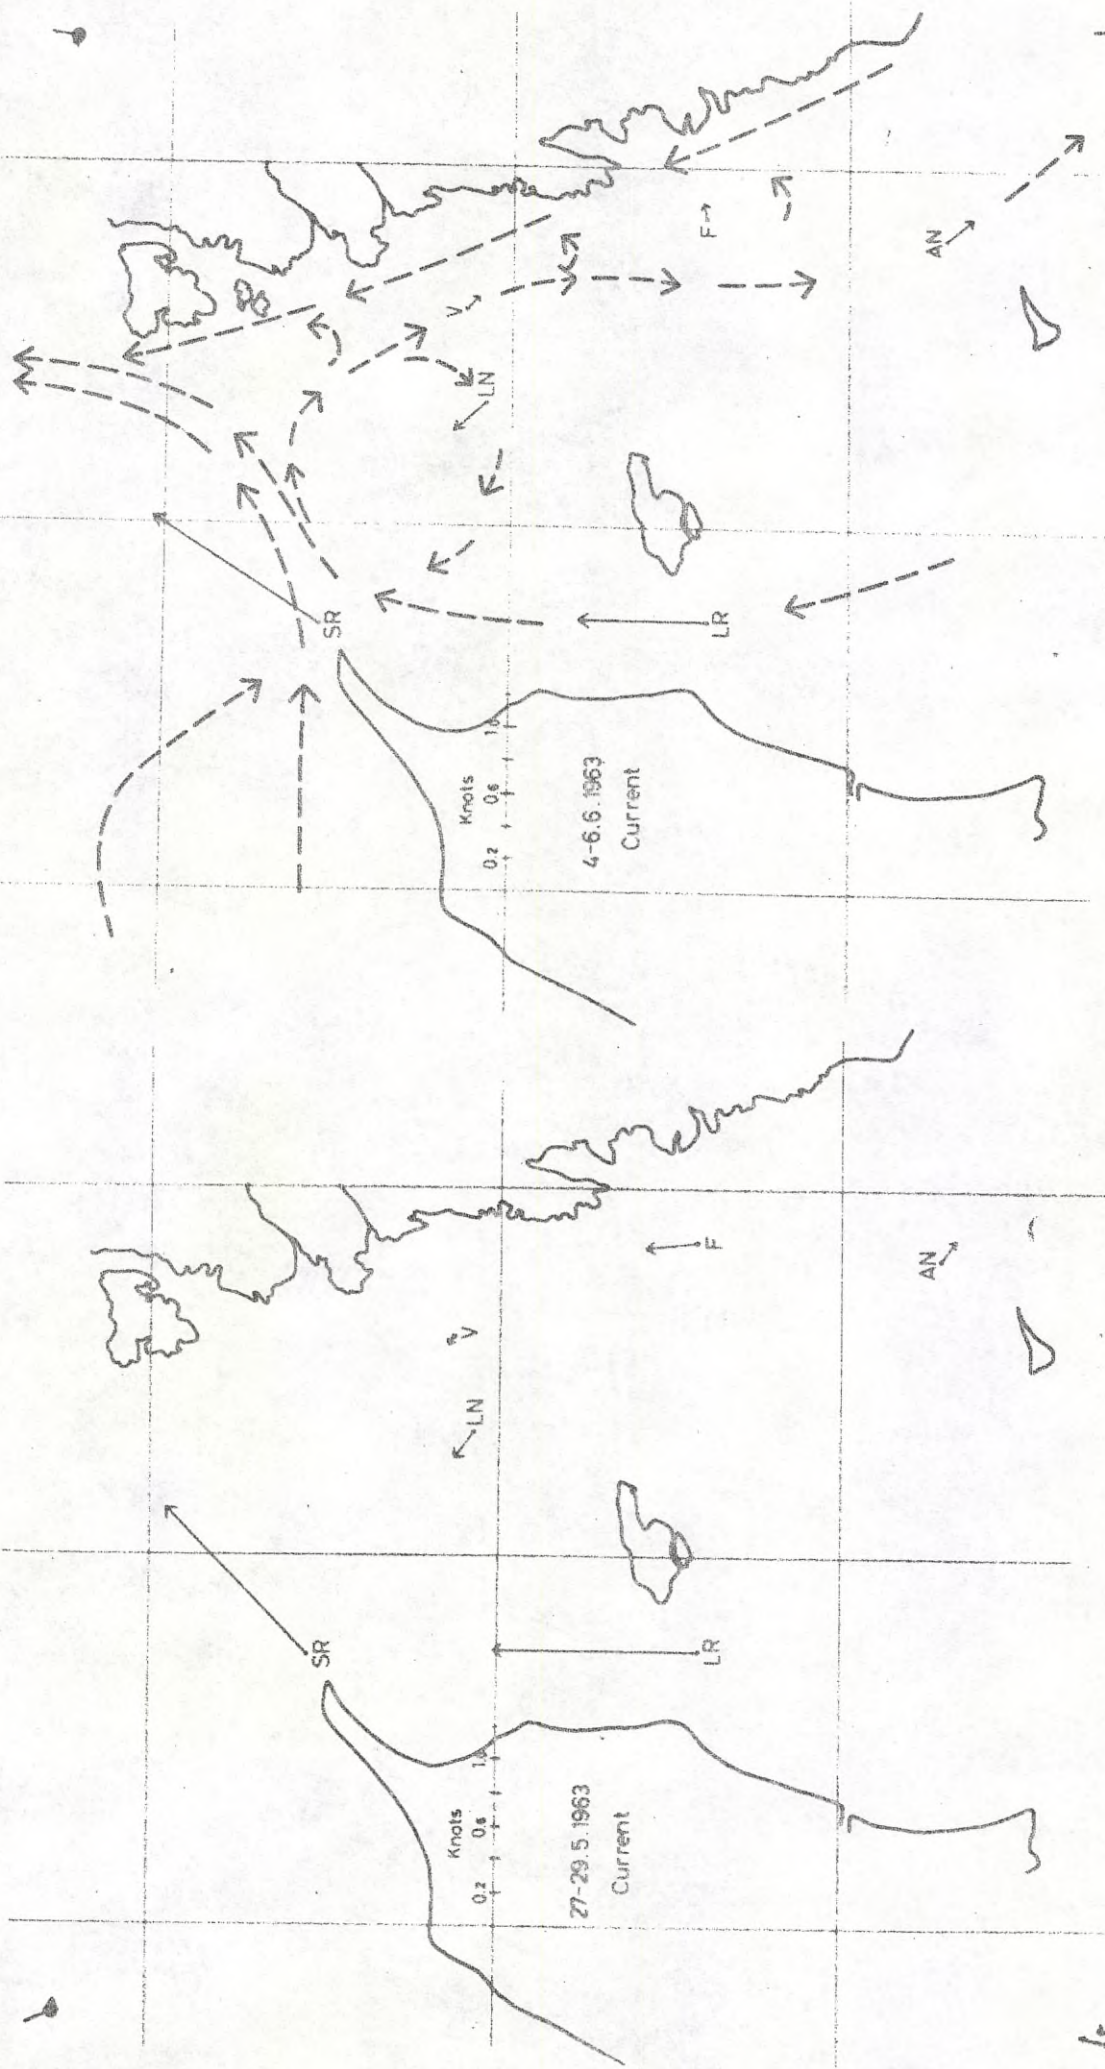 SR
Knots
0.2 0.6 1.0
LN
V
27-29.5.1963
Current
LR
F
AN
SR
Knots
0.2 0.6 1.0
LN
V
4-6.6.1963
Current
LR
F
AN